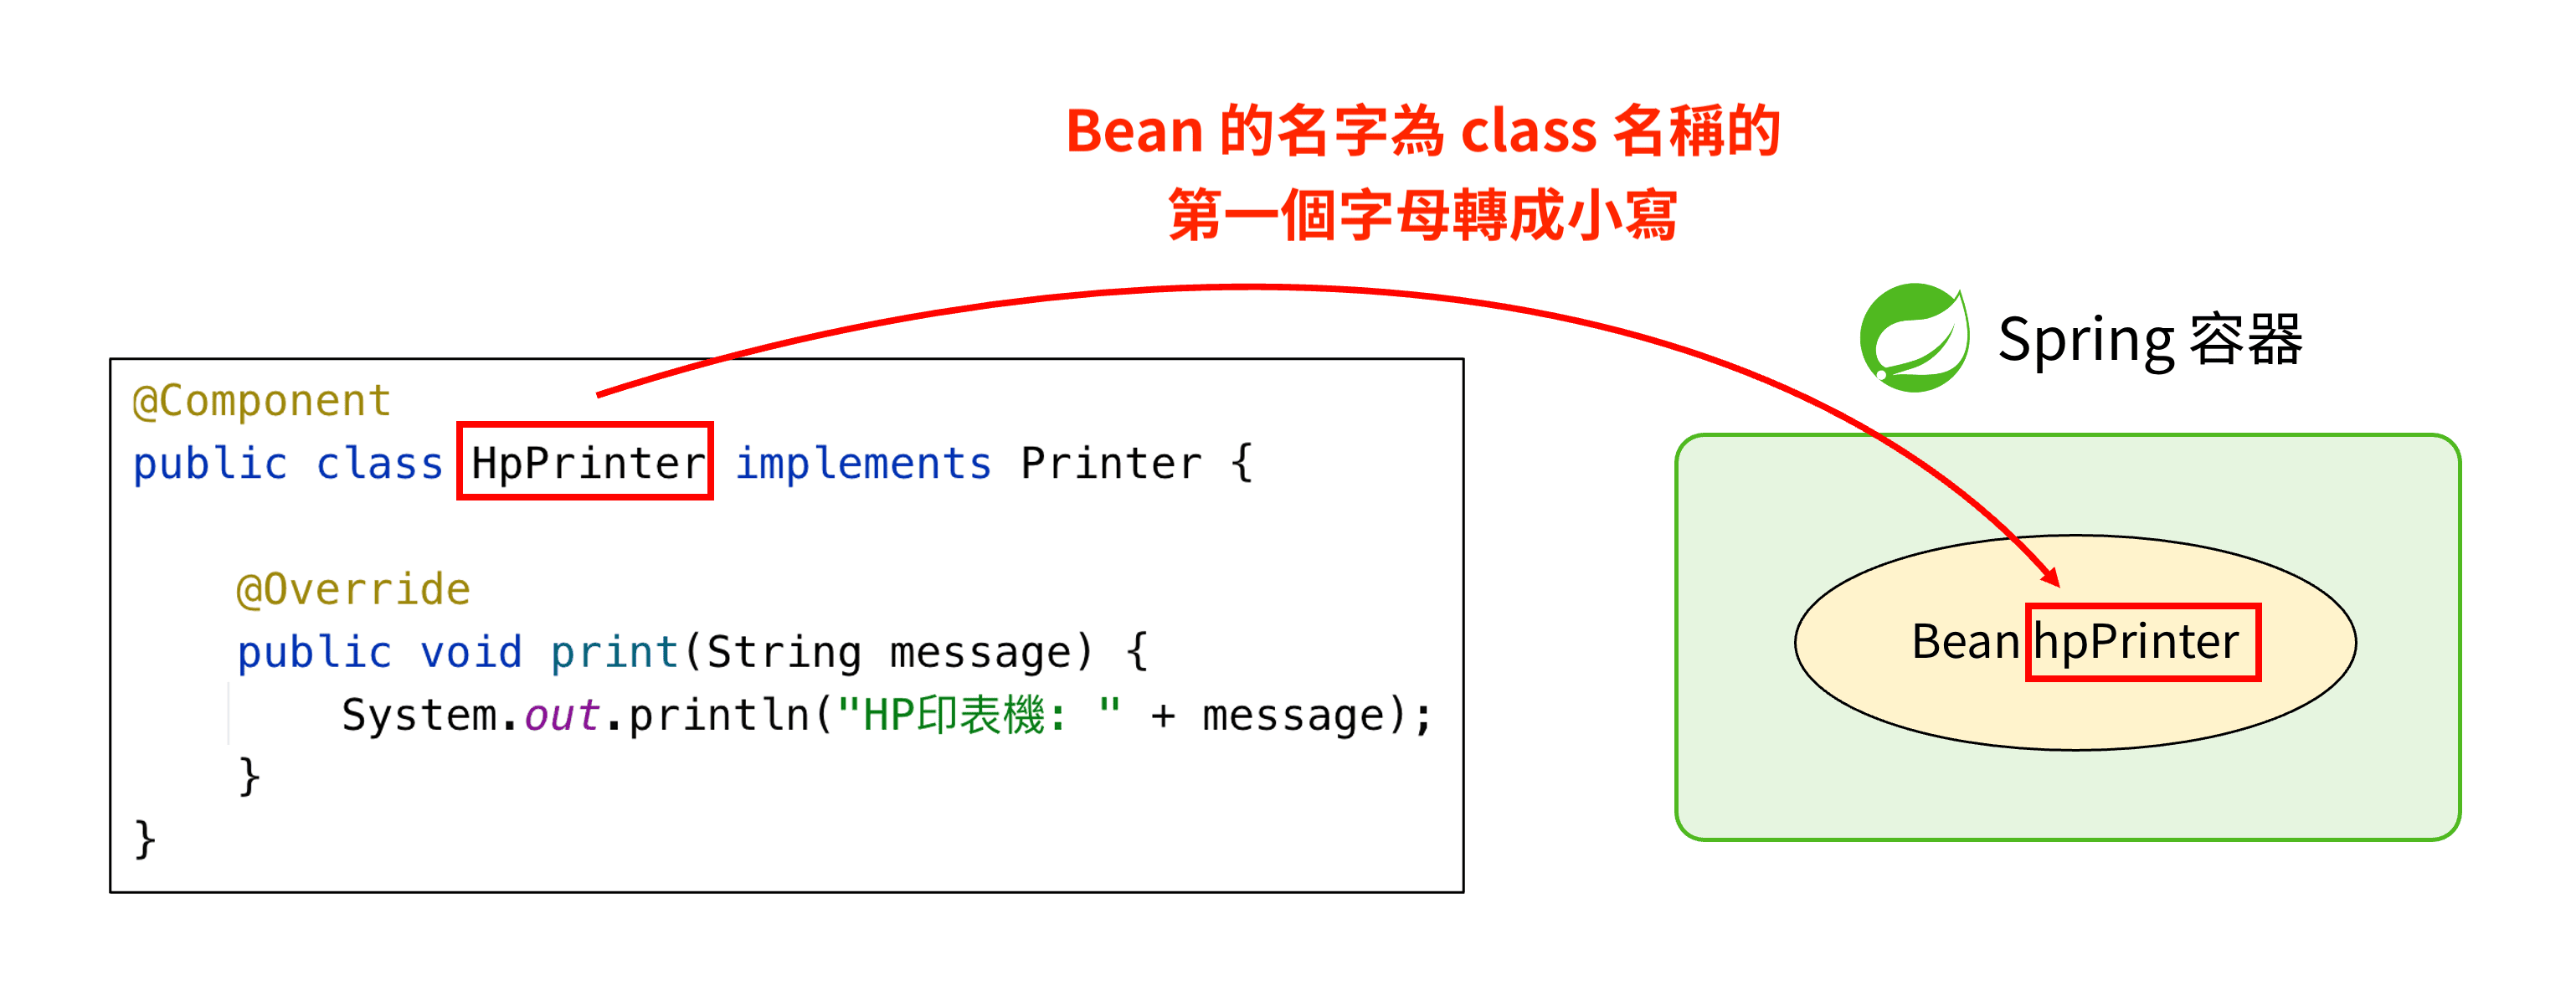 Bean 的名字為 class 名稱的
第一個字母轉成小寫
Spring 容器
@Component
public class HpPrinter implements Printer {
@Override
public void print(String message) {
System.out.println("HP印表機: " + message);
}
}
Bean hpPrinter